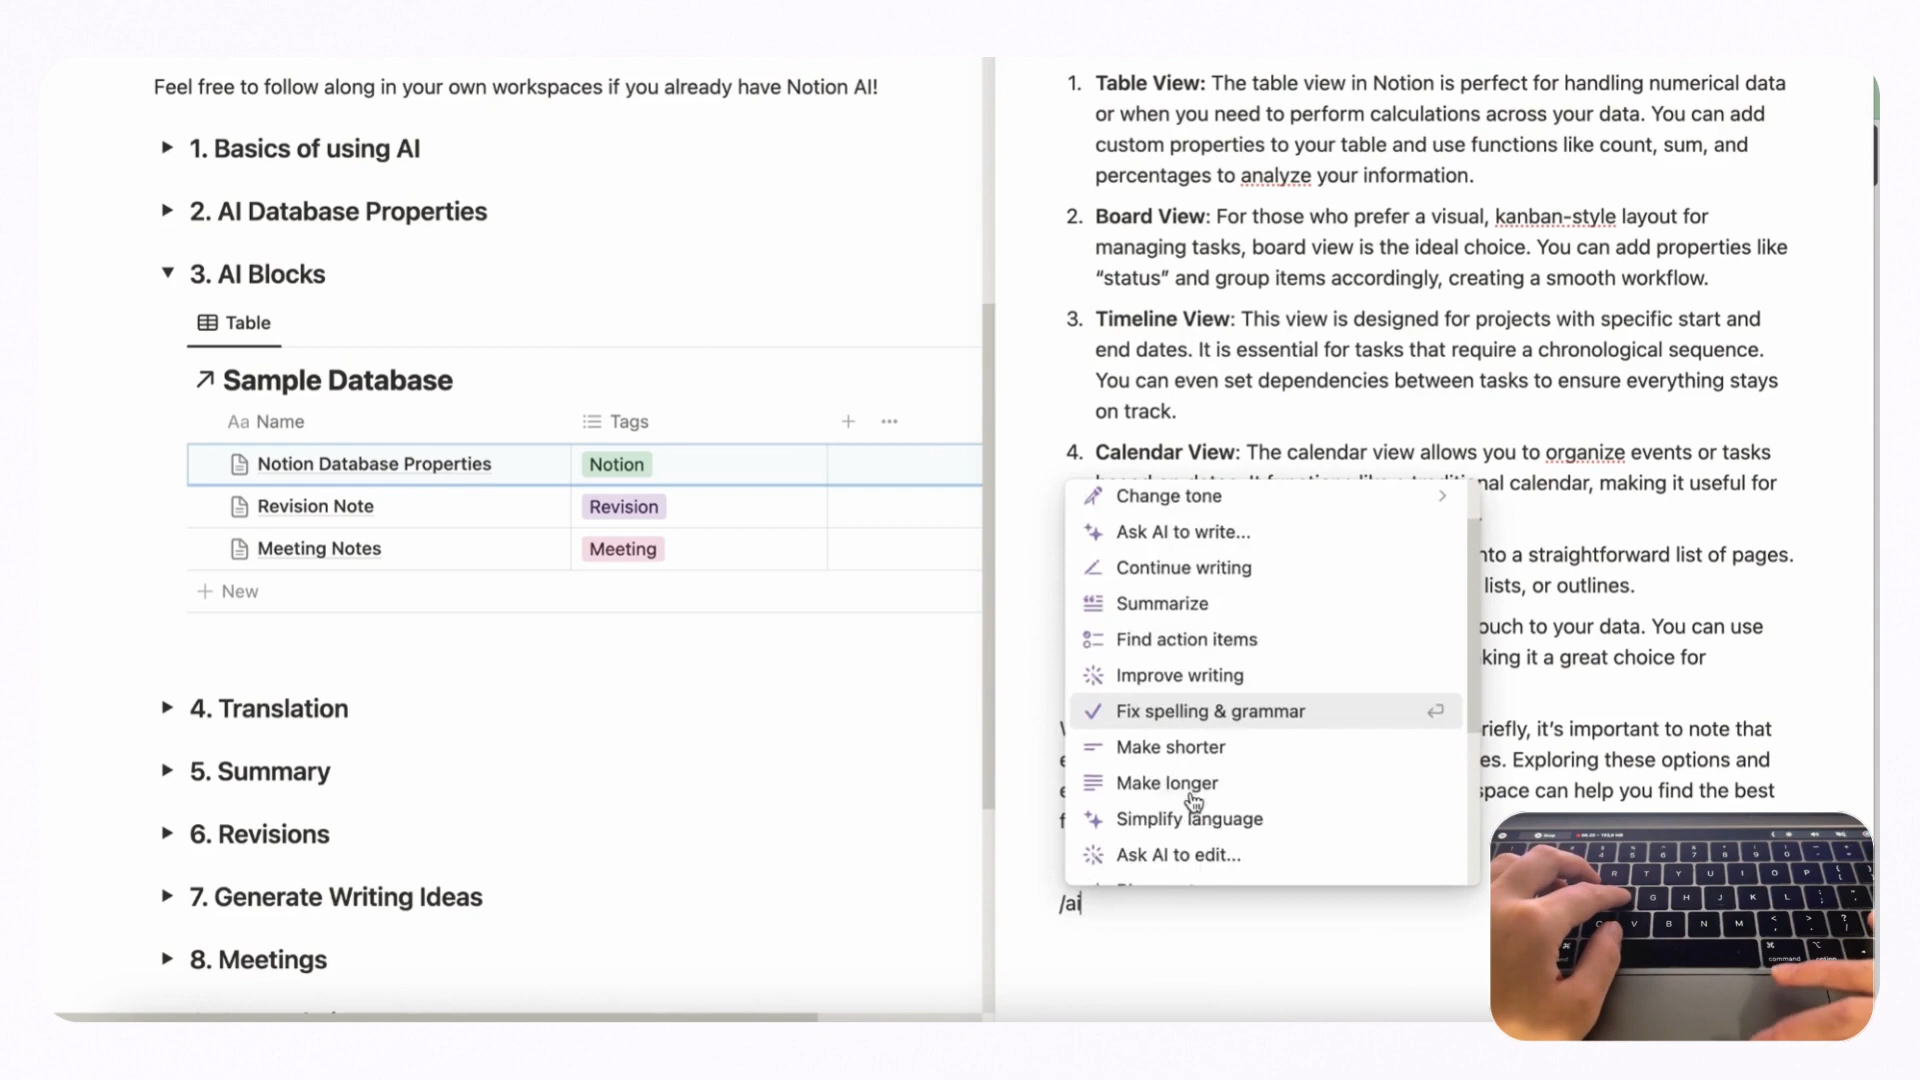 Feel free to follow along in your own workspaces if you already have Notion AI!
1. Basics of using AI
2. AI Database Properties
3. AI Blocks
Table
Sample Database
Aa Name
Tags
Notion Database Properties
Notion
Revision Note
Revision
Meeting Notes
Meeting
+ New
4. Translation
5. Summary
6. Revisions
7. Generate Writing Ideas
8. Meetings
1. Table View: The table view in Notion is perfect for handling numerical data
or when you need to perform calculations across your data. You can add
custom properties to your table and use functions like count, sum, and
percentages to analyze your information.
2. Board View: For those who prefer a visual, kanban-style layout for
managing tasks, board view is the ideal choice. You can add properties like
“status” and group items accordingly, creating a smooth workflow.
3. Timeline View: This view is designed for projects with specific start and
end dates. It is essential for tasks that require a chronological sequence.
You can even set dependencies between tasks to ensure everything stays
on track.
4. Calendar View: The calendar view allows you to organize events or tasks
calendar, making it useful for
to a straightforward list of pages.
lists, or outlines.
to your data. You can use
it a great choice for
it’s important to note that
Exploring these options and
can help you find the best
Change tone
Ask AI to write...
Continue writing
Summarize
Find action items
Improve writing
Fix spelling & grammar
Make shorter
Make longer
Simplify language
Ask AI to edit...
/ai